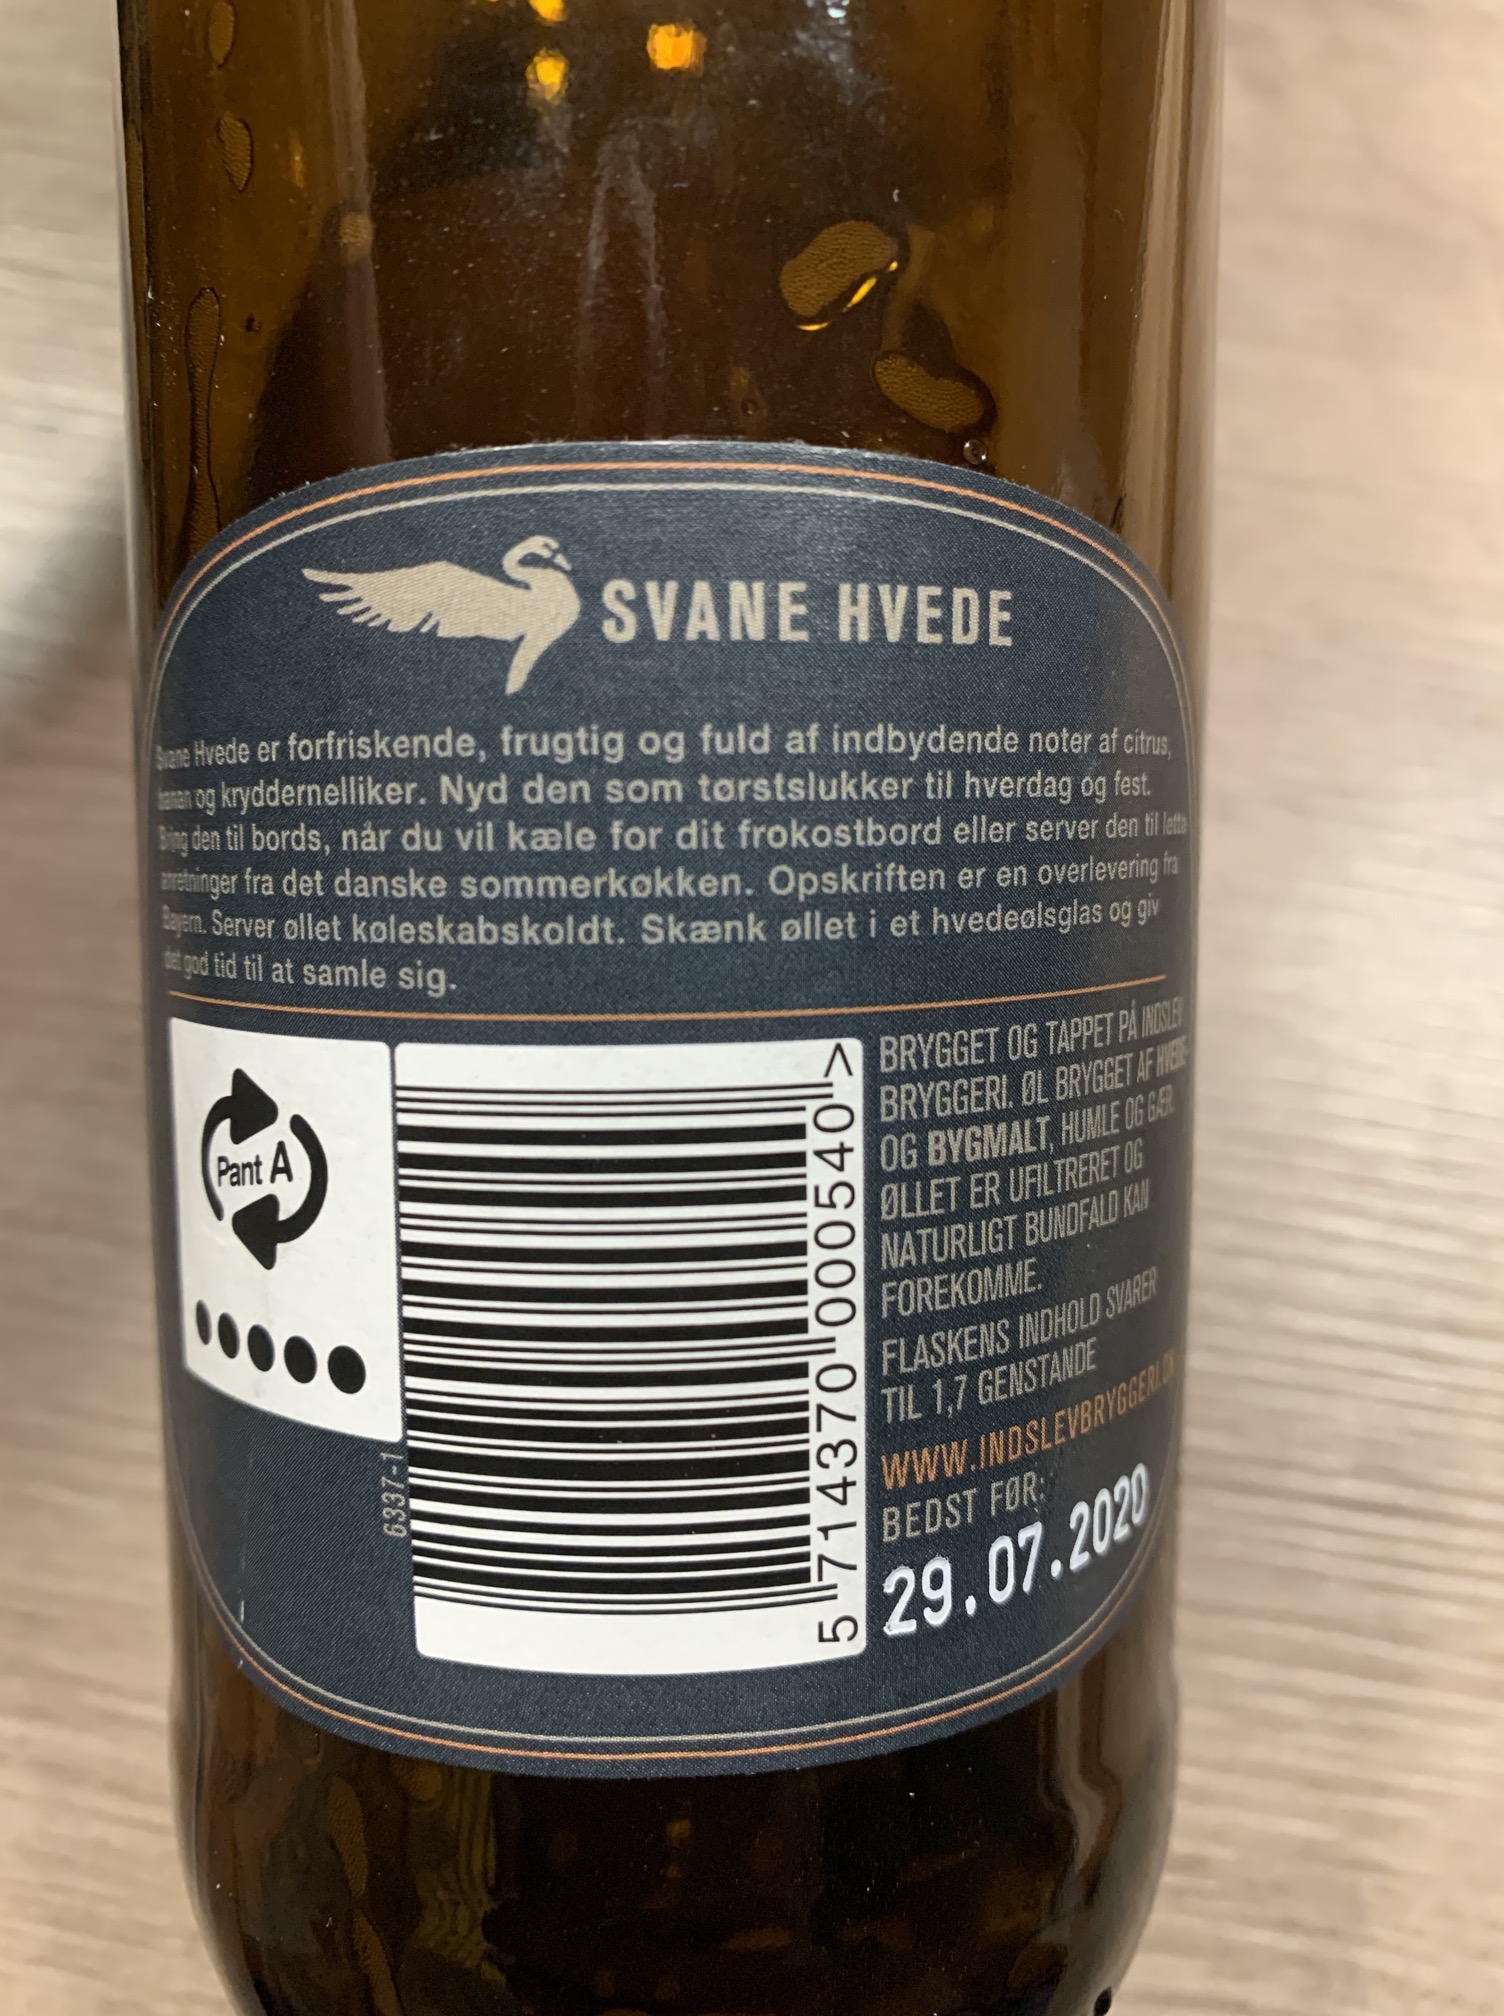 SVANE HVEDE
Svane Hvede er forfriskende, frugtig og fuld af indbydende noter af citrus,
banan og kryddernelliker. Nyd den som tørstslukker til hverdag og fest.
Bring den til bords, når du vil kæle for dit frokostbord eller server den til lette
anretninger fra det danske sommerkøkken. Opskriften er en overlevering fra
Bayern. Server øllet køleskabskoldt. Skænk øllet i et hvedeølsglas og giv
det god tid til at samle sig.
Pant A
6337-1
5 714370 000540 >
BRYGGET OG TAPPET PÅ INDSLEV
BRYGGERI. ØL BRYGGET AF HVEDE-
OG BYGMALT, HUMLE OG GÆR.
ØLLET ER UFILTRERET OG
NATURLIGT BUNDFALD KAN
FOREKOMME.
FLASKENS INDHOLD SVARER
TIL 1,7 GENSTANDE
WWW.INDSLEVBRYGGERI.DK
BEDST FØR:
29.07.2020